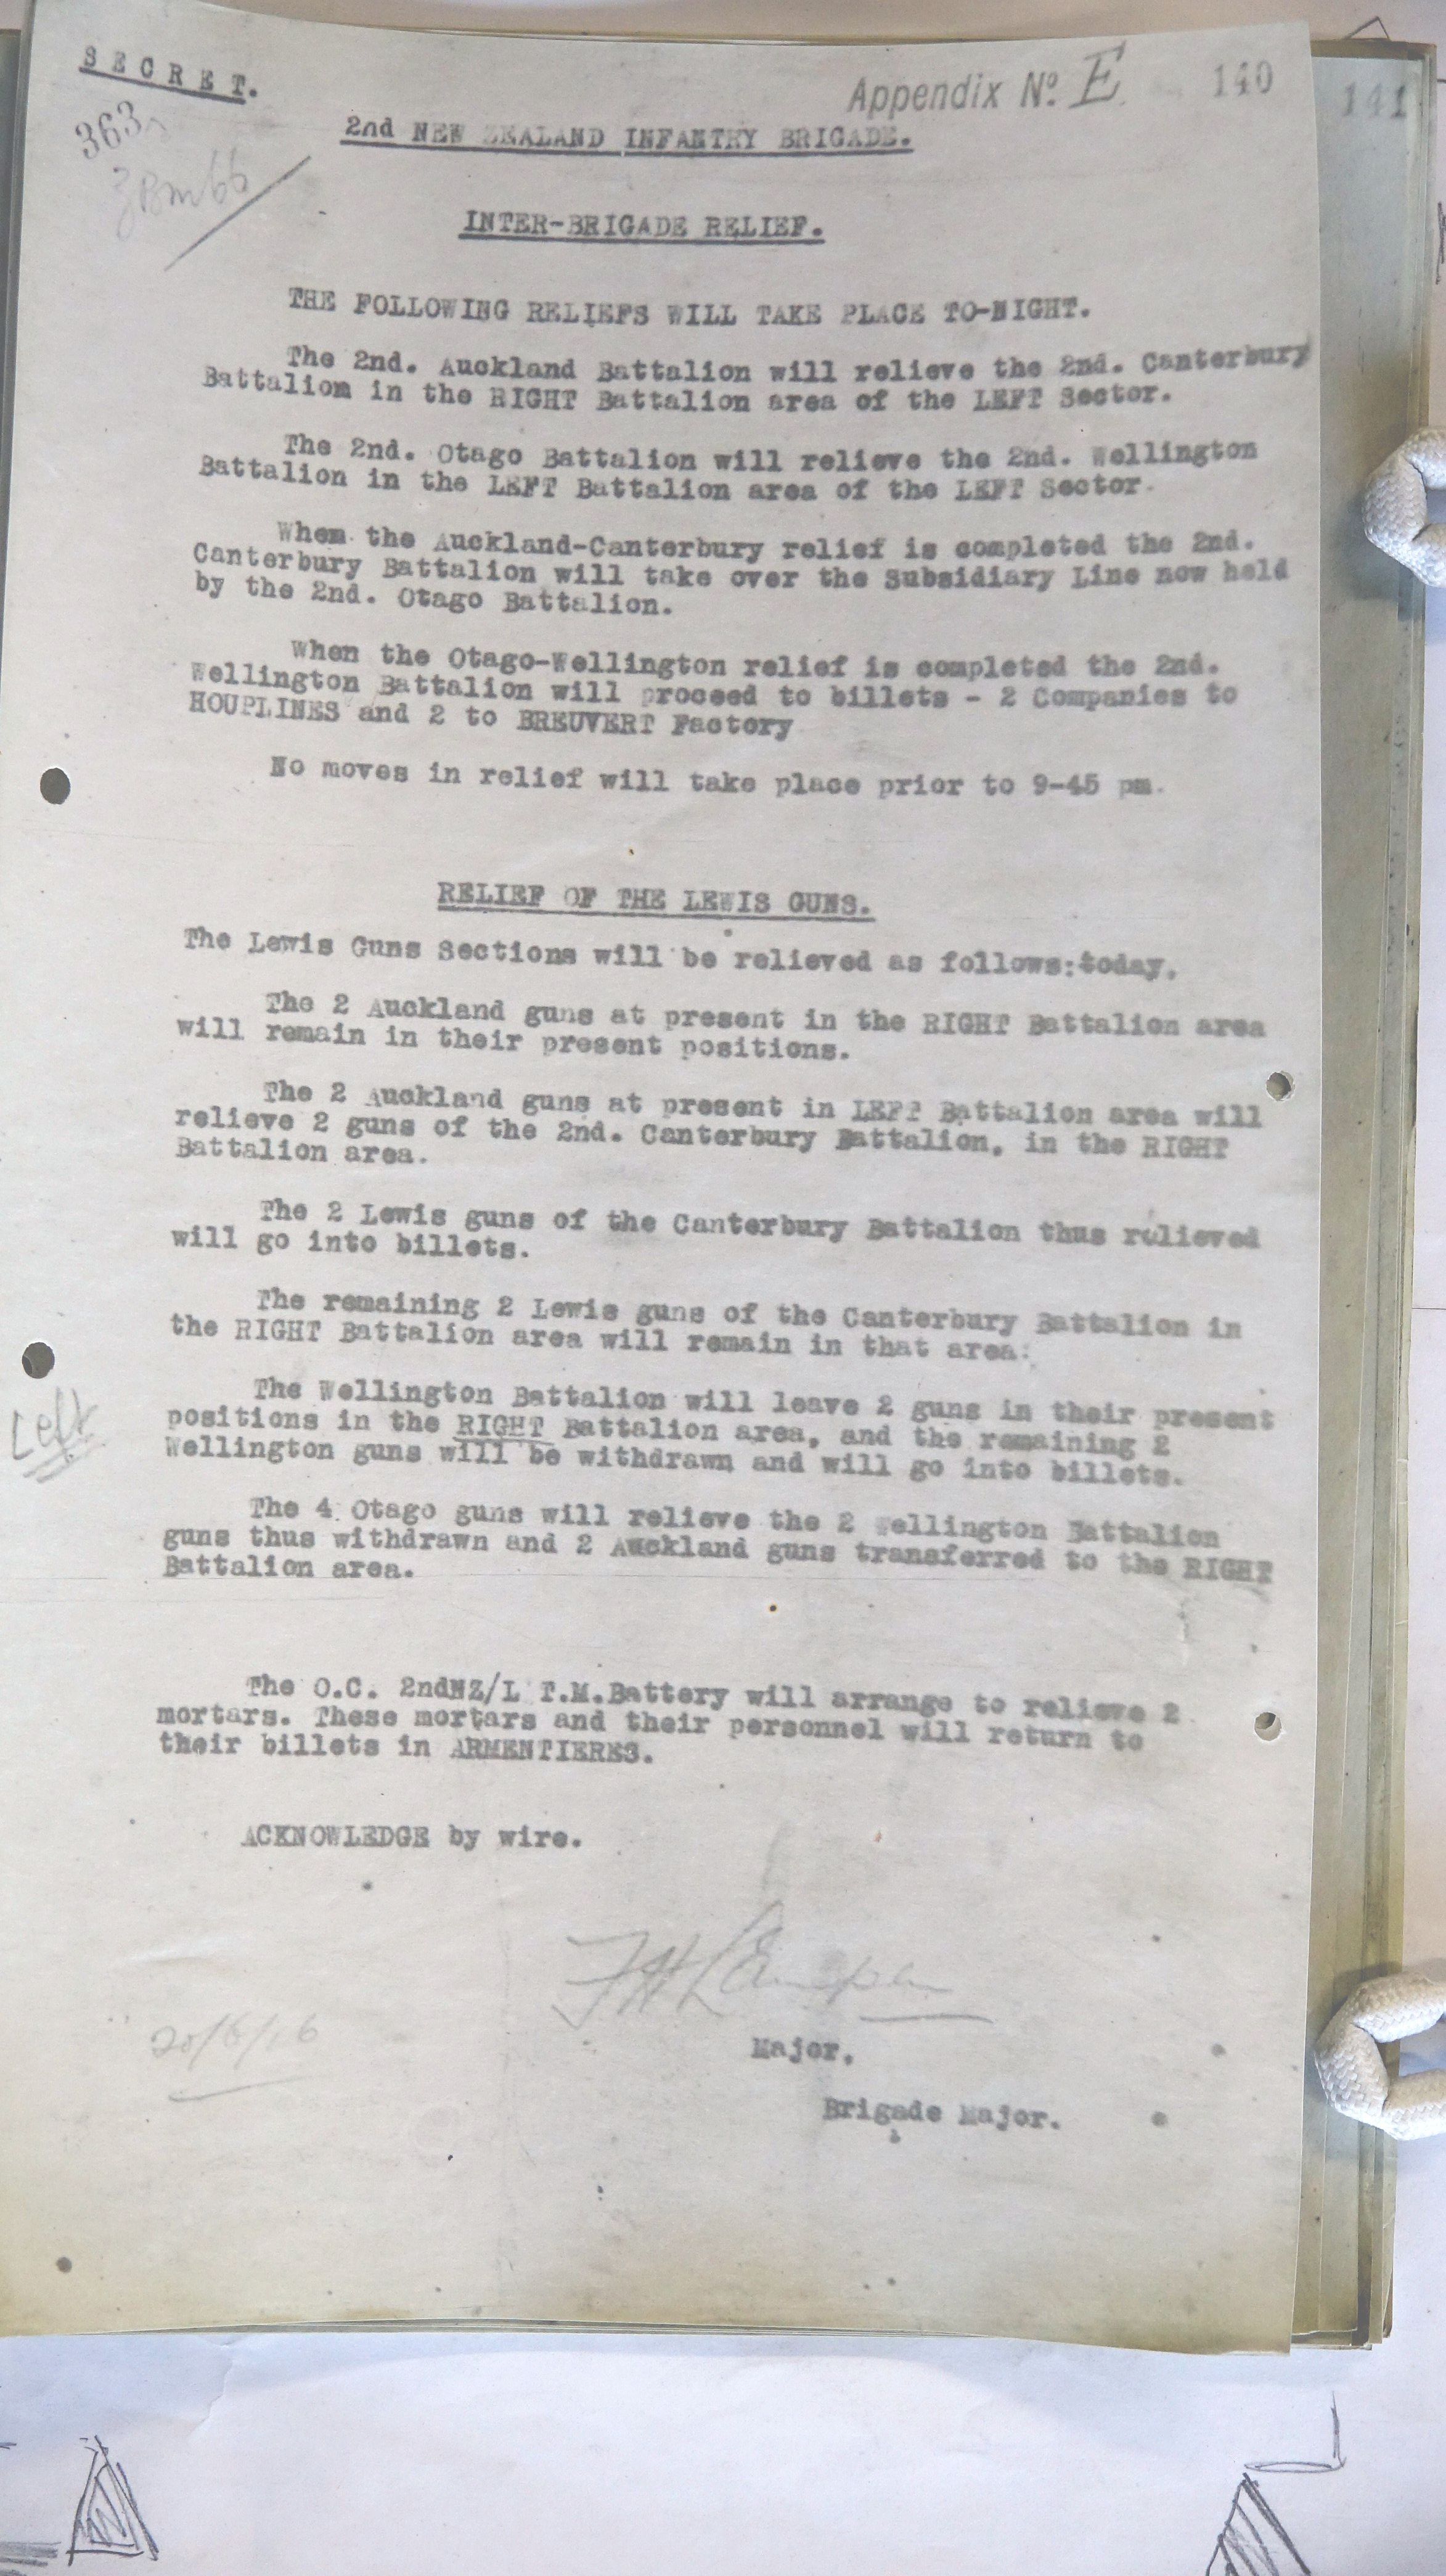 SECRET.
Appendix No. E 140
141
363
2nd NEW ZEALAND INFANTRY BRIGADE.
INTER-BRIGADE RELIEF.
THE FOLLOWING RELIEFS WILL TAKE PLACE TO-NIGHT.
The 2nd. Auckland Battalion will relieve the 2nd. Canterbury
Battaliom in the RIGHT Battalion area of the LEFT Sector.
The 2nd. Otago Battalion will relieve the 2nd. Wellington
Battalion in the LEFT Battalion area of the LEFT Sector.
When the Auckland-Canterbury relief is completed the 2nd.
Canterbury Battalion will take over the Subsidiary Line now held
by the 2nd. Otago Battalion.
When the Otago-Wellington relief is completed the 2nd.
Wellington Battalion will proceed to billets - 2 Companies to
HOUPLINES and 2 to BREUVERT Factory
No moves in relief will take place prior to 9-45 pm.
RELIEF OF THE LEWIS GUNS.
The Lewis Guns Sections will be relieved as follows: today.
The 2 Auckland guns at present in the RIGHT Battalion area
will remain in their present positions.
The 2 Auckland guns at present in LEFT Battalion area will
relieve 2 guns of the 2nd. Canterbury Battalion, in the RIGHT
Battalion area.
The 2 Lewis guns of the Canterbury Battalion thus relieved
will go into billets.
The remaining 2 Lewis guns of the Canterbury Battalion in
the RIGHT Battalion area will remain in that area.
The Wellington Battalion will leave 2 guns in their present
Left
positions in the RIGHT Battalion area, and the remaining 2
Wellington guns will be withdrawn and will go into billets.
The 4 Otago guns will relieve the 2 Wellington Battalion
guns thus withdrawn and 2 Auckland guns transferred to the RIGHT
Battalion area.
The O.C. 2ndNZ/L T.M.Battery will arrange to relieve 2
mortars. These mortars and their personnel will return to
their billets in ARMENTIERES.
ACKNOWLEDGE by wire.
Major.
Brigade Major.